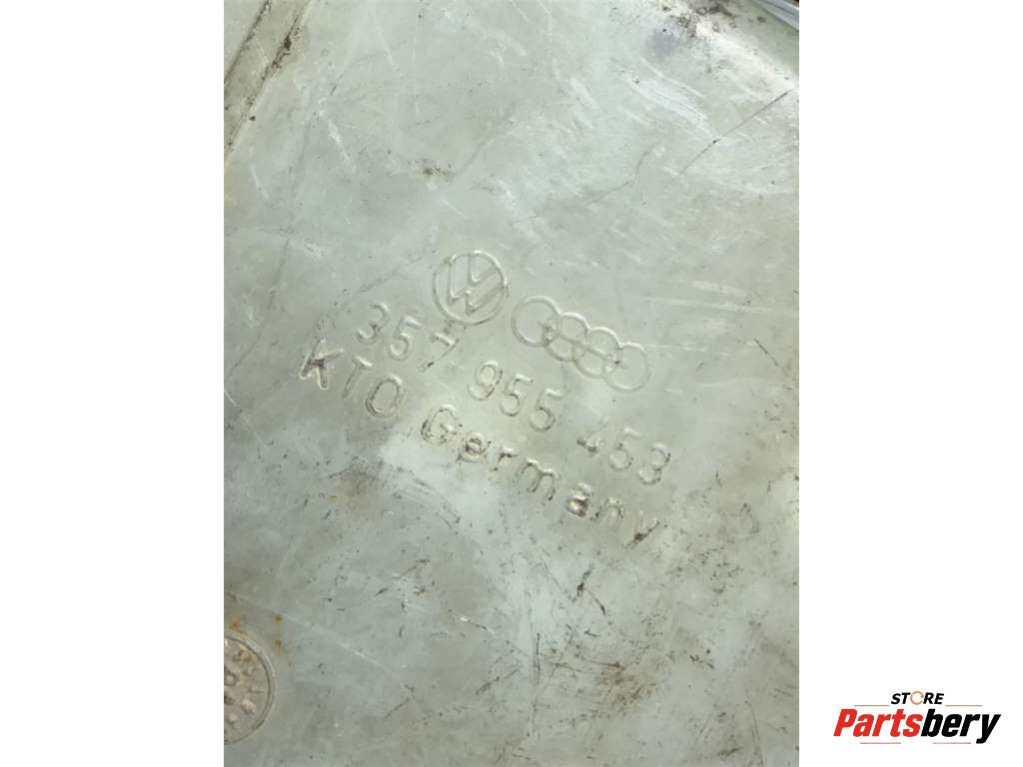 357 955 453
KTO Germany
STORE
Partsbery